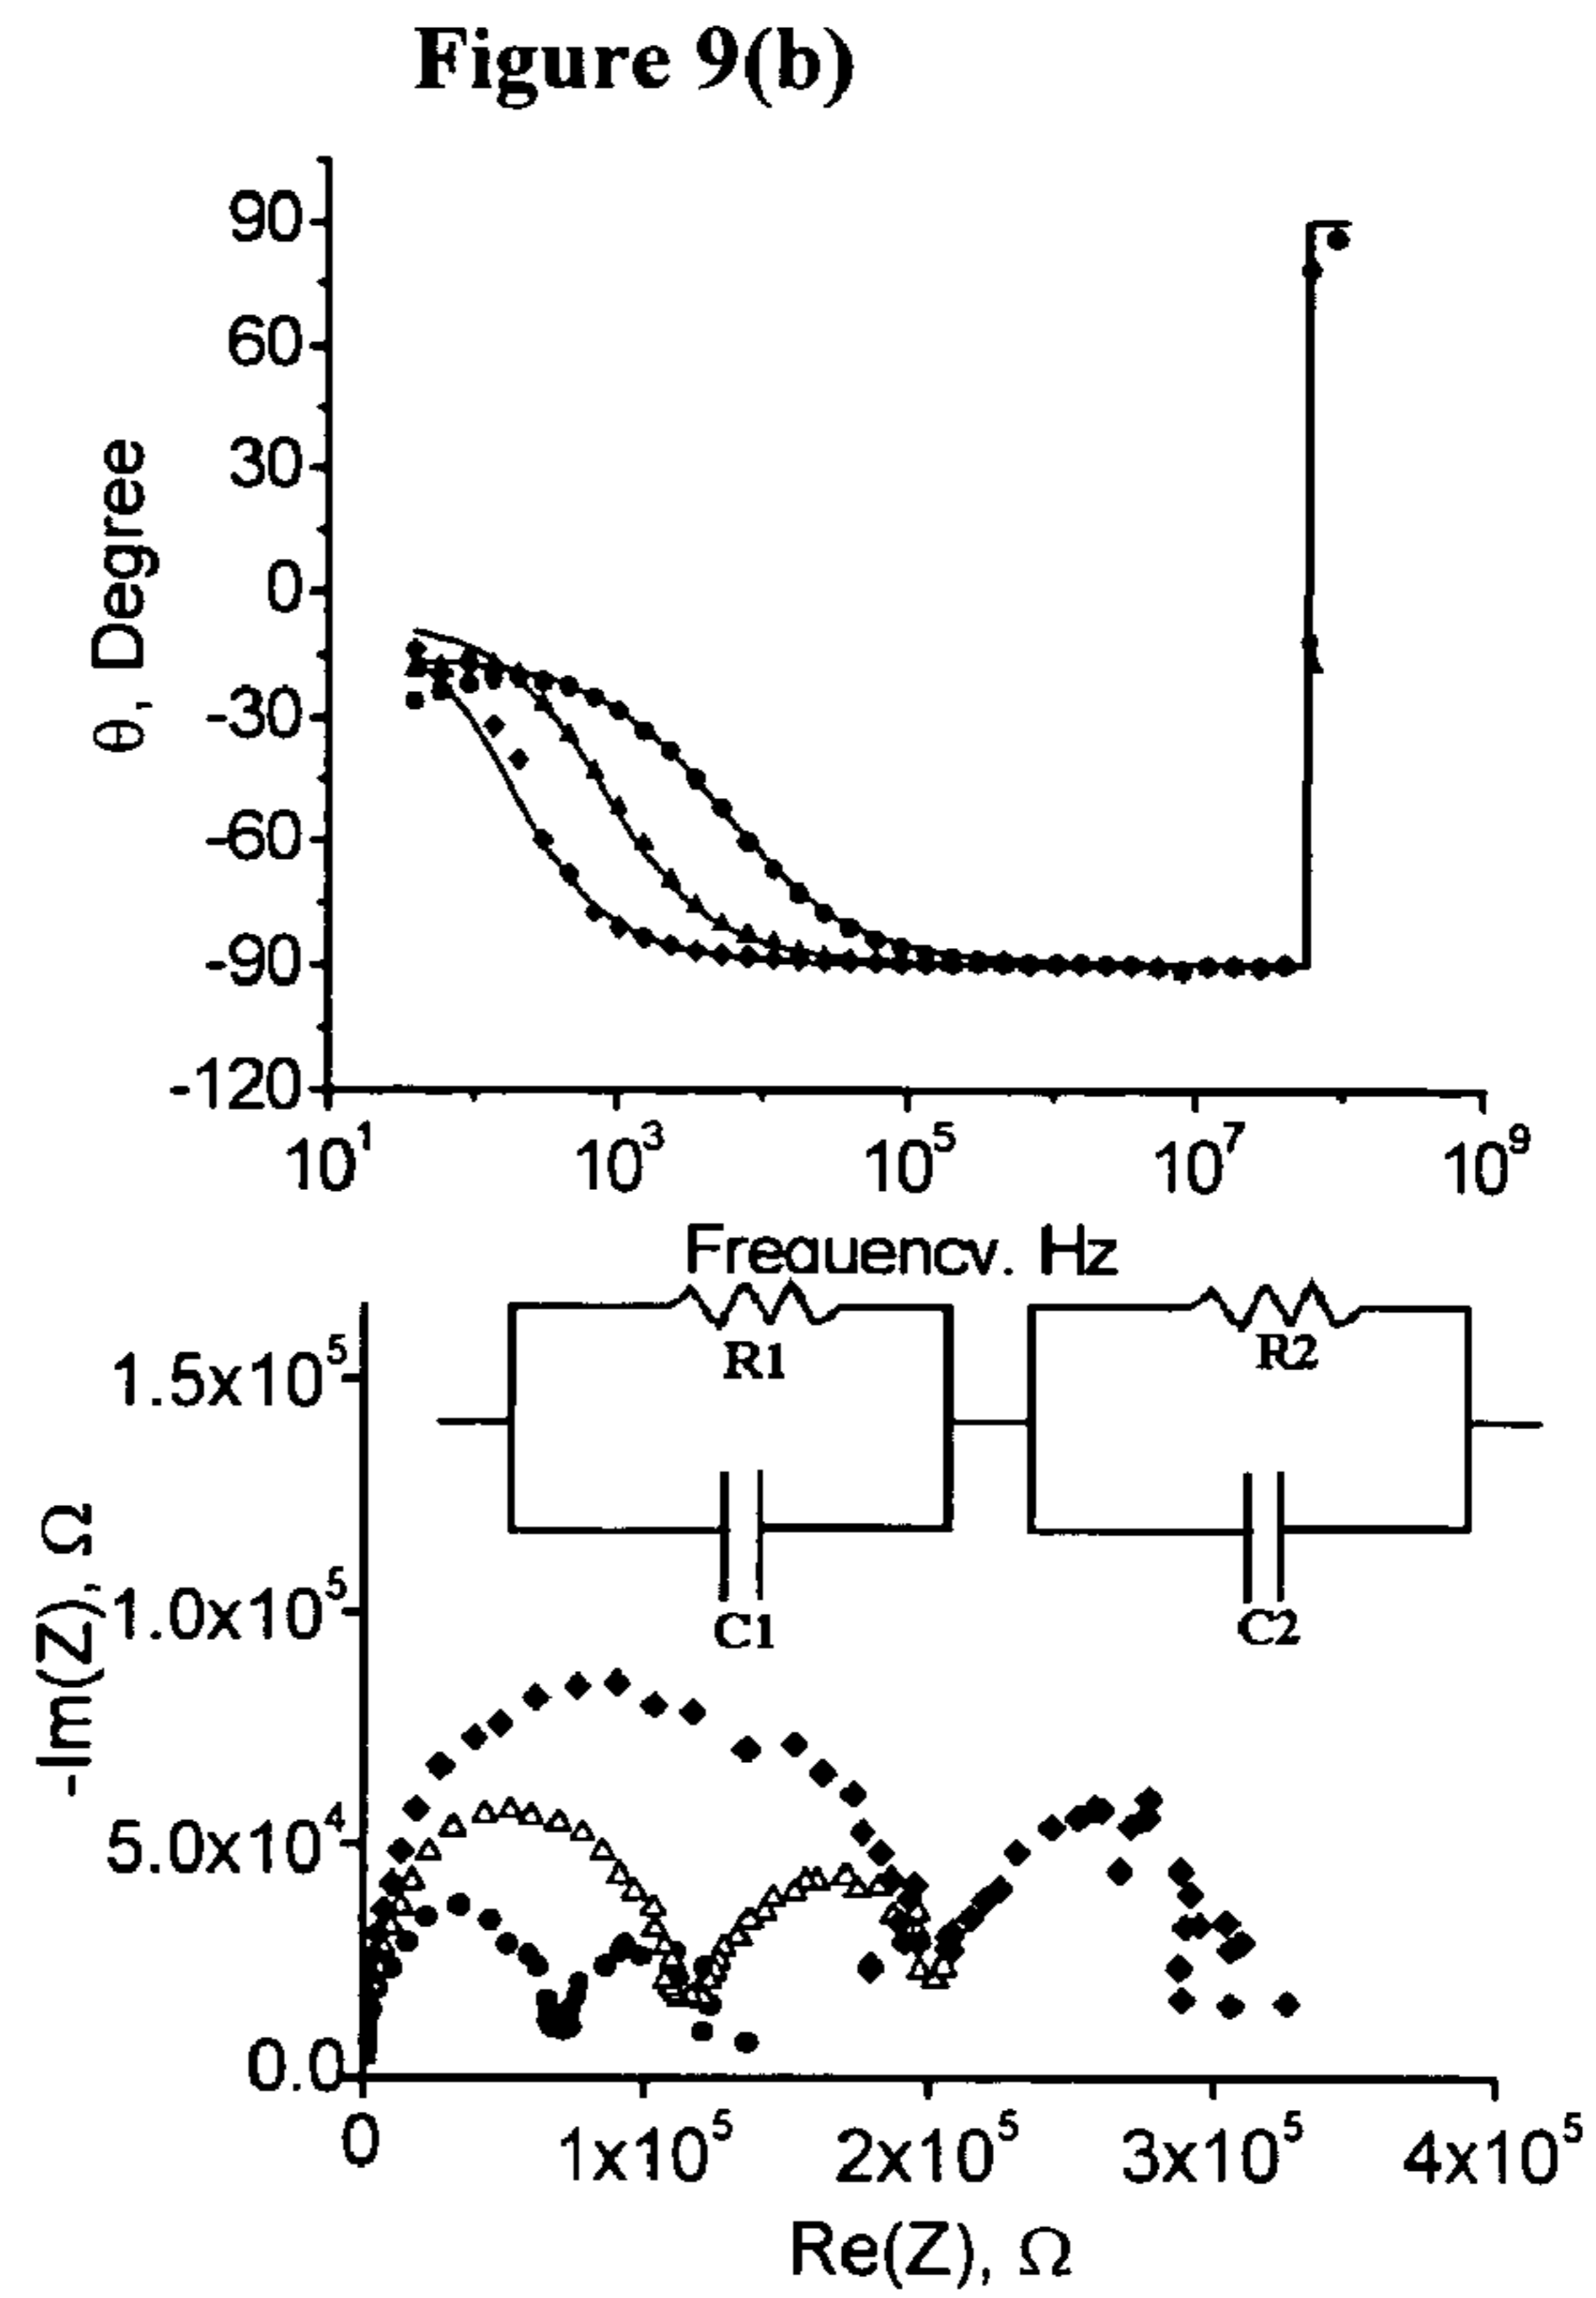 Figure 9(b)
90
60
30
0
-30
-60
-90
-120
θ, Degree
10¹ 10³ 10⁵ 10⁷ 10⁹
Frequency. Hz
R1 R2
C1 C2
1.5x10⁵
1.0x10⁵
5.0x10⁴
0.0
-Im(Z), Ω
0 1x10⁵ 2x10⁵ 3x10⁵ 4x10⁵
Re(Z), Ω